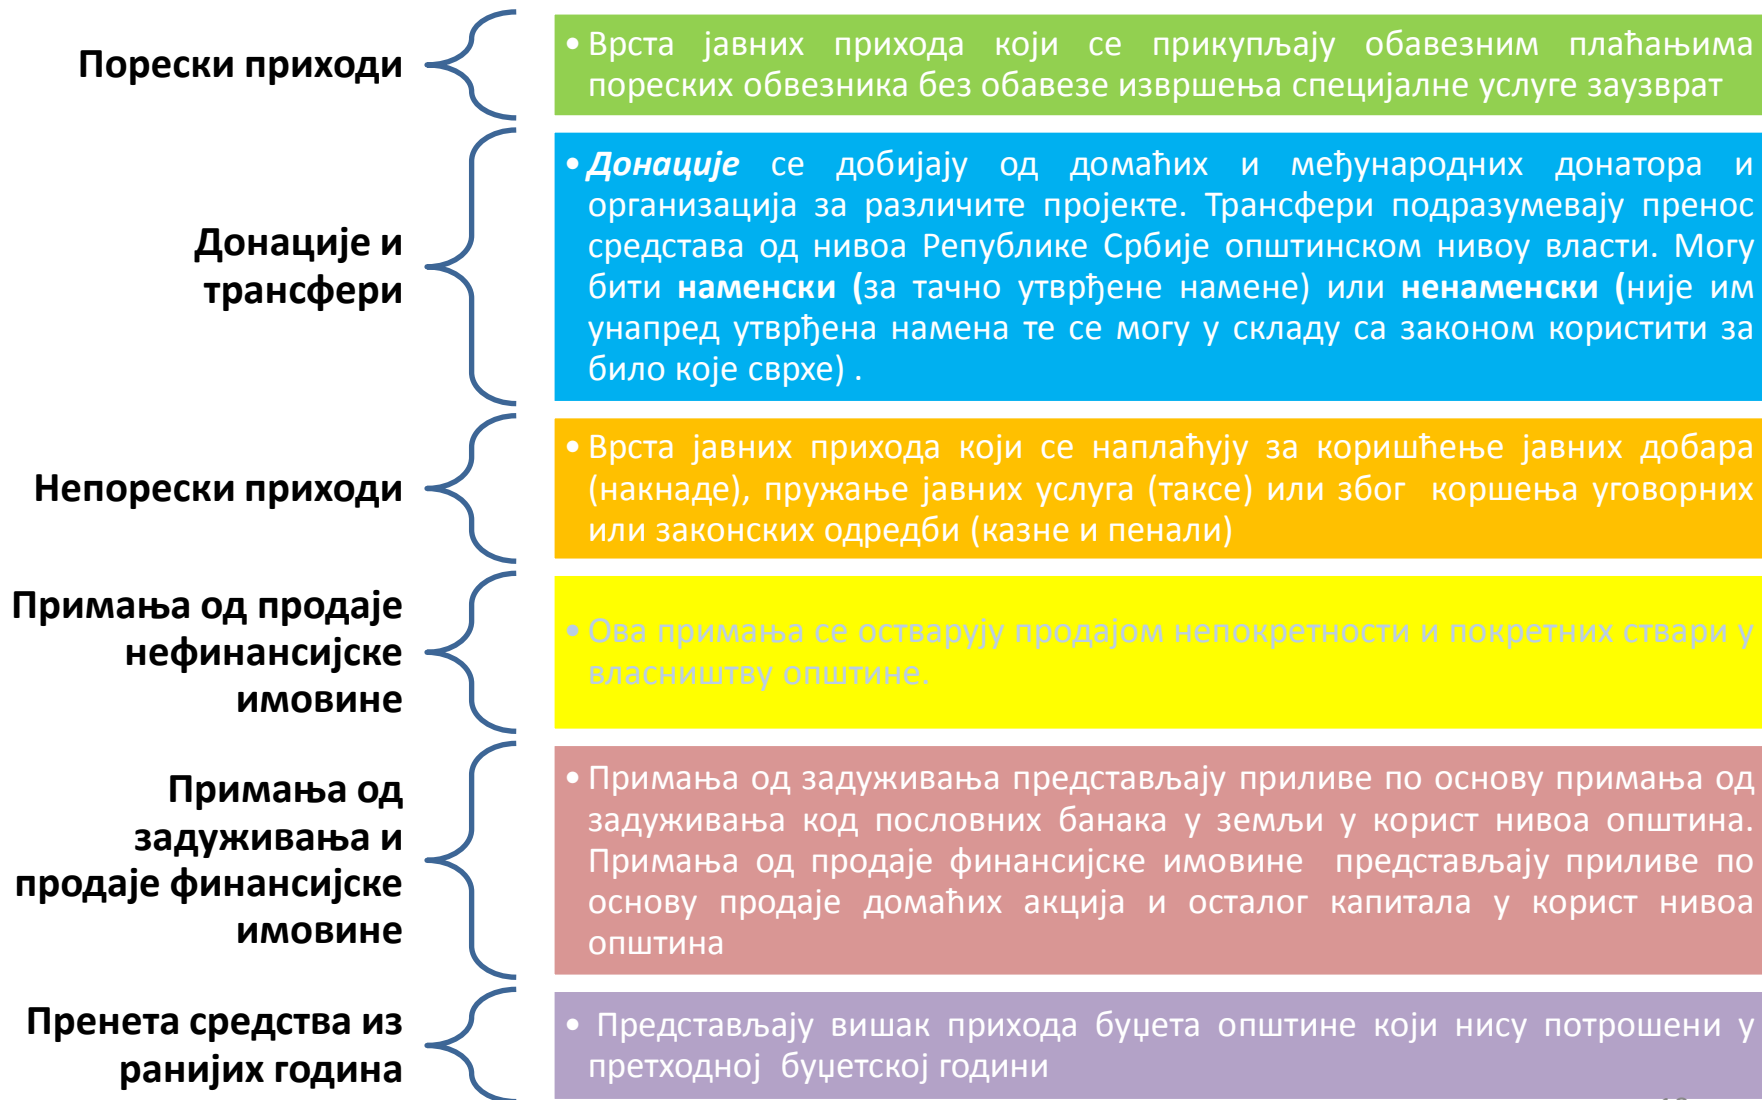 Порески приходи
• Врста јавних прихода који се прикупљају обавезним плаћањима
пореских обвезника без обавезе извршења специјалне услуге заузврат
Донације и
трансфери
• Донације се добијају од домаћих и међународних донатора и
организација за различите пројекте. Трансфери подразумевају пренос
средстава од нивоа Републике Србије општинском нивоу власти. Могу
бити наменски (за тачно утврђене намене) или ненаменски (није им
унапред утврђена намена те се могу у складу са законом користити за
било које сврхе) .
Непорески приходи
• Врста јавних прихода који се наплаћују за коришћење јавних добара
(накнаде), пружање јавних услуга (таксе) или због коршења уговорних
или законских одредби (казне и пенали)
Примања од продаје
нефинансијске
имовине
• Ова примања се остварују продајом непокретности и покретних ствари у
власништву општине.
Примања од
задуживања и
продаје финансијске
имовине
• Примања од задуживања представљају приливе по основу примања од
задуживања код пословних банака у земљи у корист нивоа општина.
Примања од продаје финансијске имовине представљају приливе по
основу продаје домаћих акција и осталог капитала у корист нивоа
општина
Пренета средства из
ранијих година
• Представљају вишак прихода буџета општине који нису потрошени у
претходној буџетској години